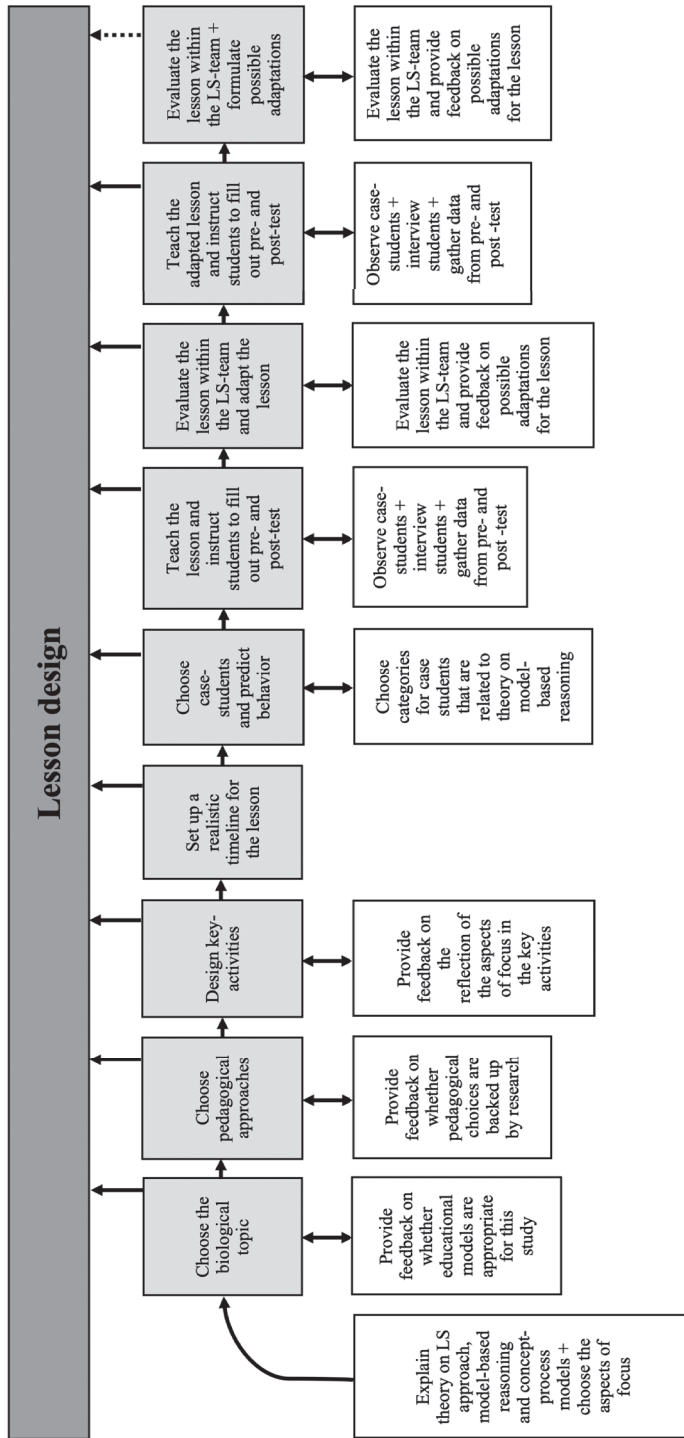 Lesson design
Choose the
biological topic
Choose
pedagogical
approaches
Design key-
activities
Set up a
realistic
timeline for
the lesson
Choose
case-
students
and predict
behavior
Teach the
lesson and
instruct
students to fill
out pre- and
post-test
Evaluate the
lesson within
the LS-team
and adapt the
lesson
Teach the
adapted lesson
and instruct
students to fill
out pre- and
post-test
Evaluate the
lesson within
the LS-team +
formulate
possible
adaptations
Explain
theory on LS
approach,
model-based
reasoning
and concept-
process
models +
choose the
aspects of
focus
Provide
feedback on
whether
educational
models are
appropriate
for this
study
Provide
feedback on
whether
pedagogical
choices are
backed up
by research
Provide
feedback on
the
reflection of
the aspects
of focus in
the key
activities
Choose
categories
for case
students
that are
related to
theory on
model-
based
reasoning
Observe case-
students +
interview
students +
gather data
from pre- and
post -test
Evaluate the
lesson within
the LS-team
and provide
feedback on
possible
adaptations
for the lesson
Observe case-
students +
interview
students +
gather data
from pre- and
post -test
Evaluate the
lesson within
the LS-team
and provide
feedback on
possible
adaptations
for the lesson